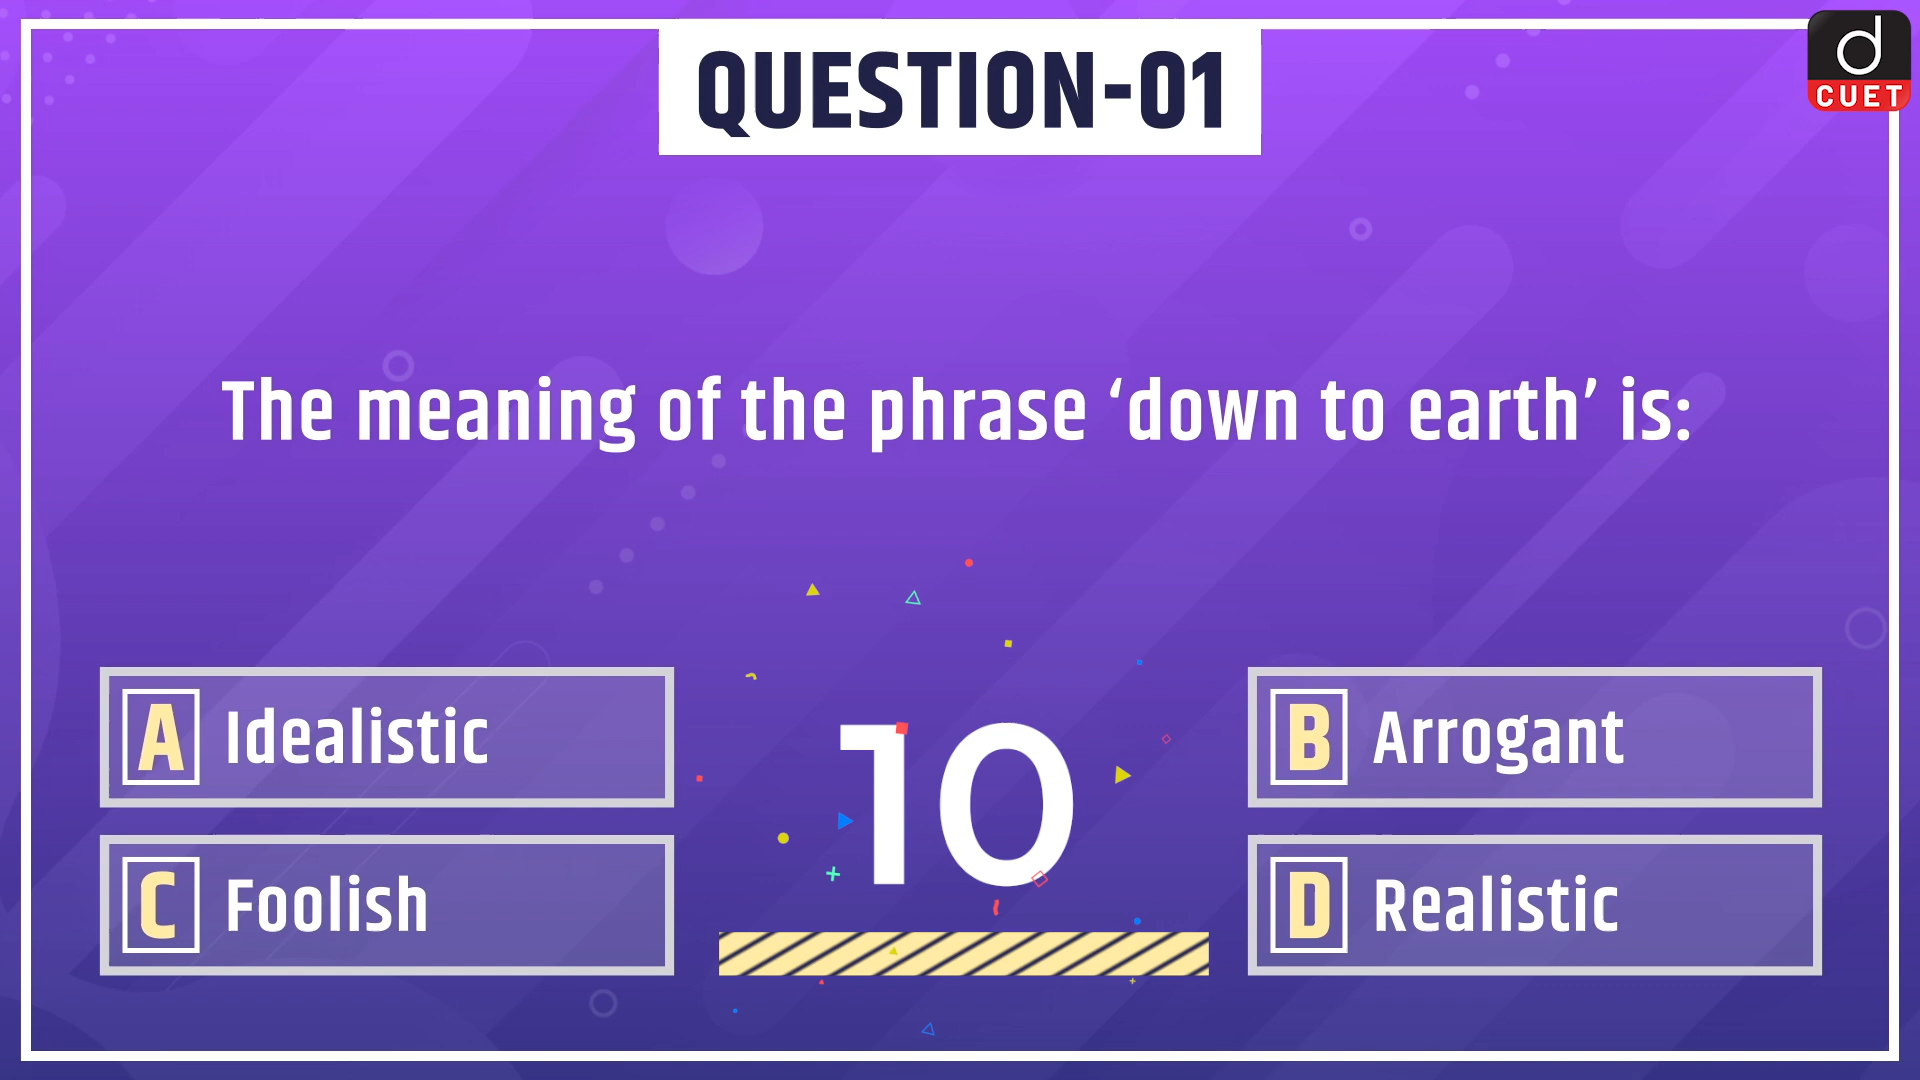 QUESTION-01
d
CUET
The meaning of the phrase ‘down to earth’ is:
A Idealistic
B Arrogant
10
C Foolish
D Realistic